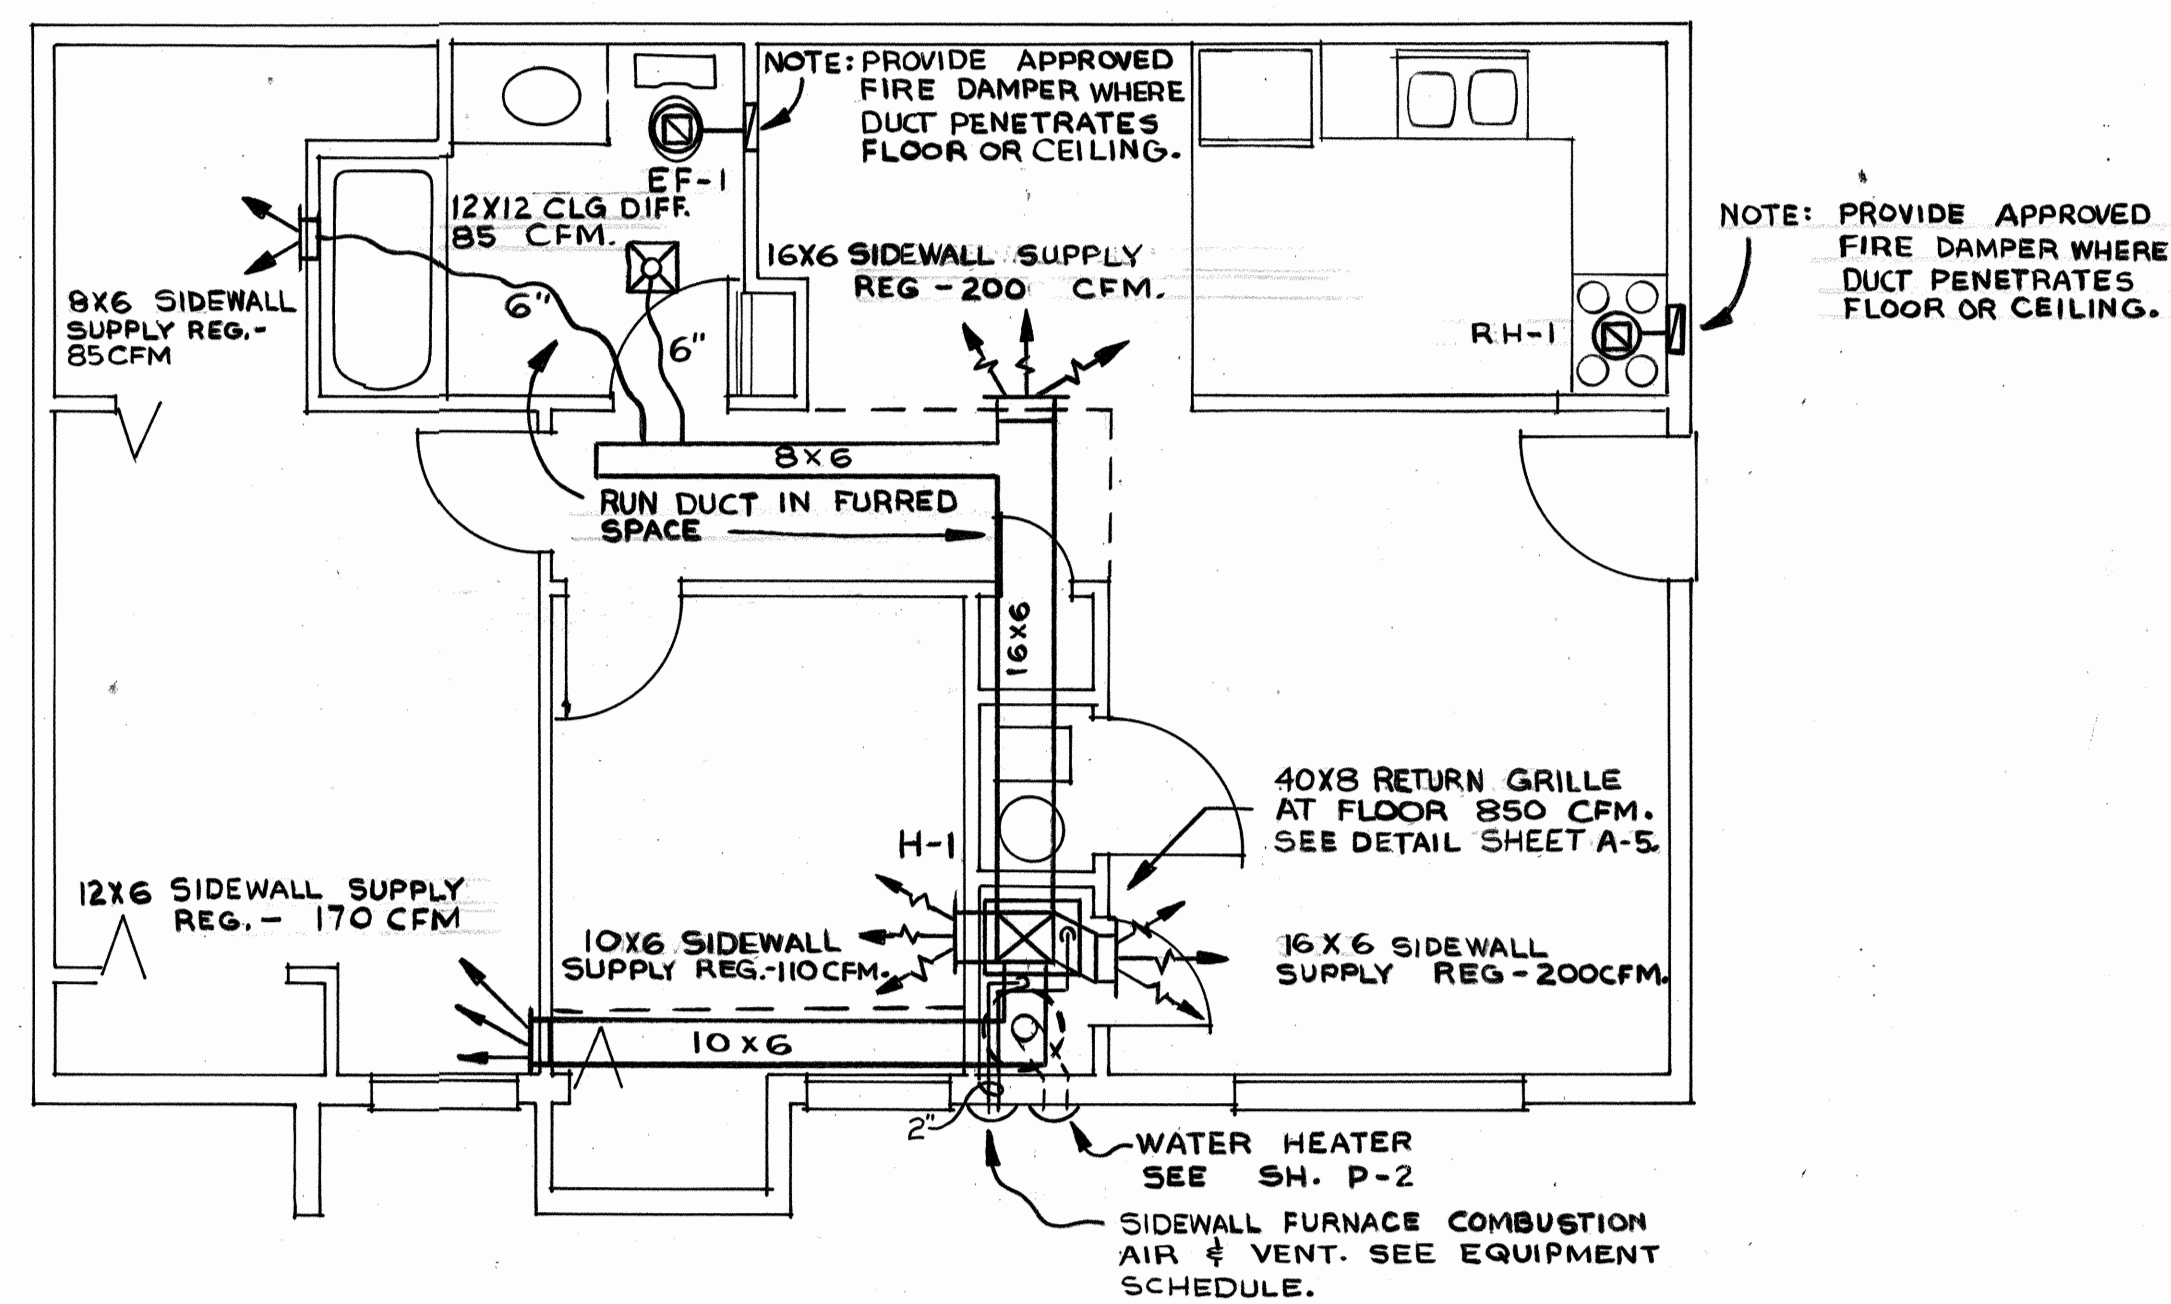 NOTE: PROVIDE APPROVED
FIRE DAMPER WHERE
DUCT PENETRATES
FLOOR OR CEILING.
EF-1
12X12 CLG DIFF.
85 CFM.
NOTE: PROVIDE APPROVED
FIRE DAMPER WHERE
DUCT PENETRATES
FLOOR OR CEILING.
16X6 SIDEWALL SUPPLY
REG - 200 CFM.
8X6 SIDEWALL
SUPPLY REG.-
85CFM
6"
6"
RH-1
8X6
RUN DUCT IN FURRED
SPACE
16X6
40X8 RETURN GRILLE
AT FLOOR 850 CFM.
SEE DETAIL SHEET A-5.
H-1
12X6 SIDEWALL SUPPLY
REG. - 170 CFM
10X6 SIDEWALL
SUPPLY REG.-110CFM.
16X6 SIDEWALL
SUPPLY REG-200CFM.
10X6
2"
WATER HEATER
SEE SH. P-2
SIDEWALL FURNACE COMBUSTION
AIR & VENT. SEE EQUIPMENT
SCHEDULE.